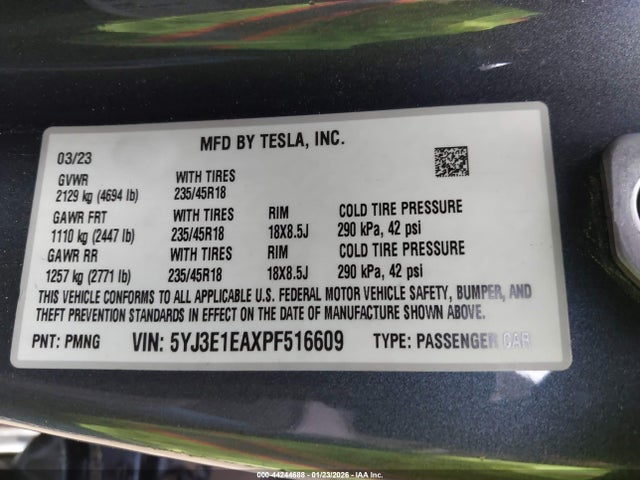 MFD BY TESLA, INC.
03/23
GVWR WITH TIRES
2129 kg (4694 lb) 235/45R18
GAWR FRT WITH TIRES RIM COLD TIRE PRESSURE
1110 kg (2447 lb) 235/45R18 18X8.5J 290 kPa, 42 psi
GAWR RR WITH TIRES RIM COLD TIRE PRESSURE
1257 kg (2771 lb) 235/45R18 18X8.5J 290 kPa, 42 psi
THIS VEHICLE CONFORMS TO ALL APPLICABLE U.S. FEDERAL MOTOR VEHICLE SAFETY, BUMPER, AND
THEFT PREVENTION STANDARDS IN EFFECT ON THE DATE OF MANUFACTURE SHOWN ABOVE.
PNT: PMNG VIN: 5YJ3E1EAXPF516609 TYPE: PASSENGER CAR
000-44244688 - 01/23/2026 - IAA Inc.